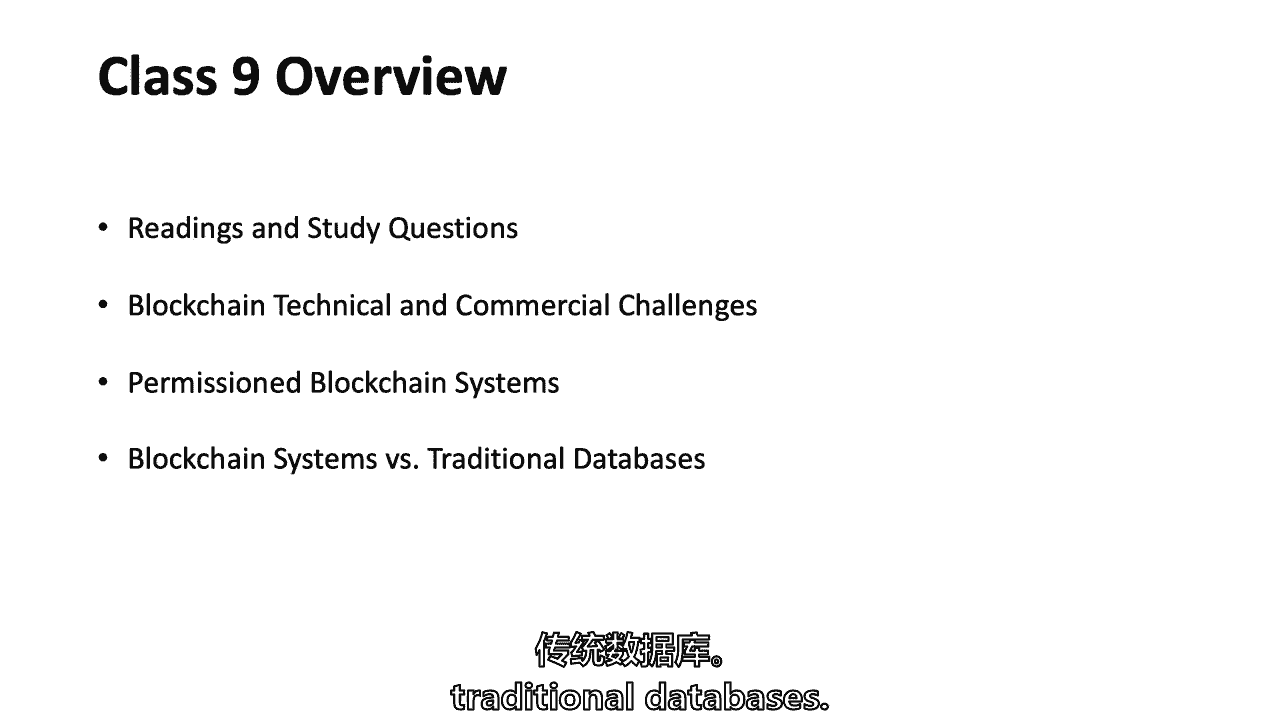 Class 9 Overview
• Readings and Study Questions
• Blockchain Technical and Commercial Challenges
• Permissioned Blockchain Systems
• Blockchain Systems vs. Traditional Databases
传统数据库。
traditional databases.